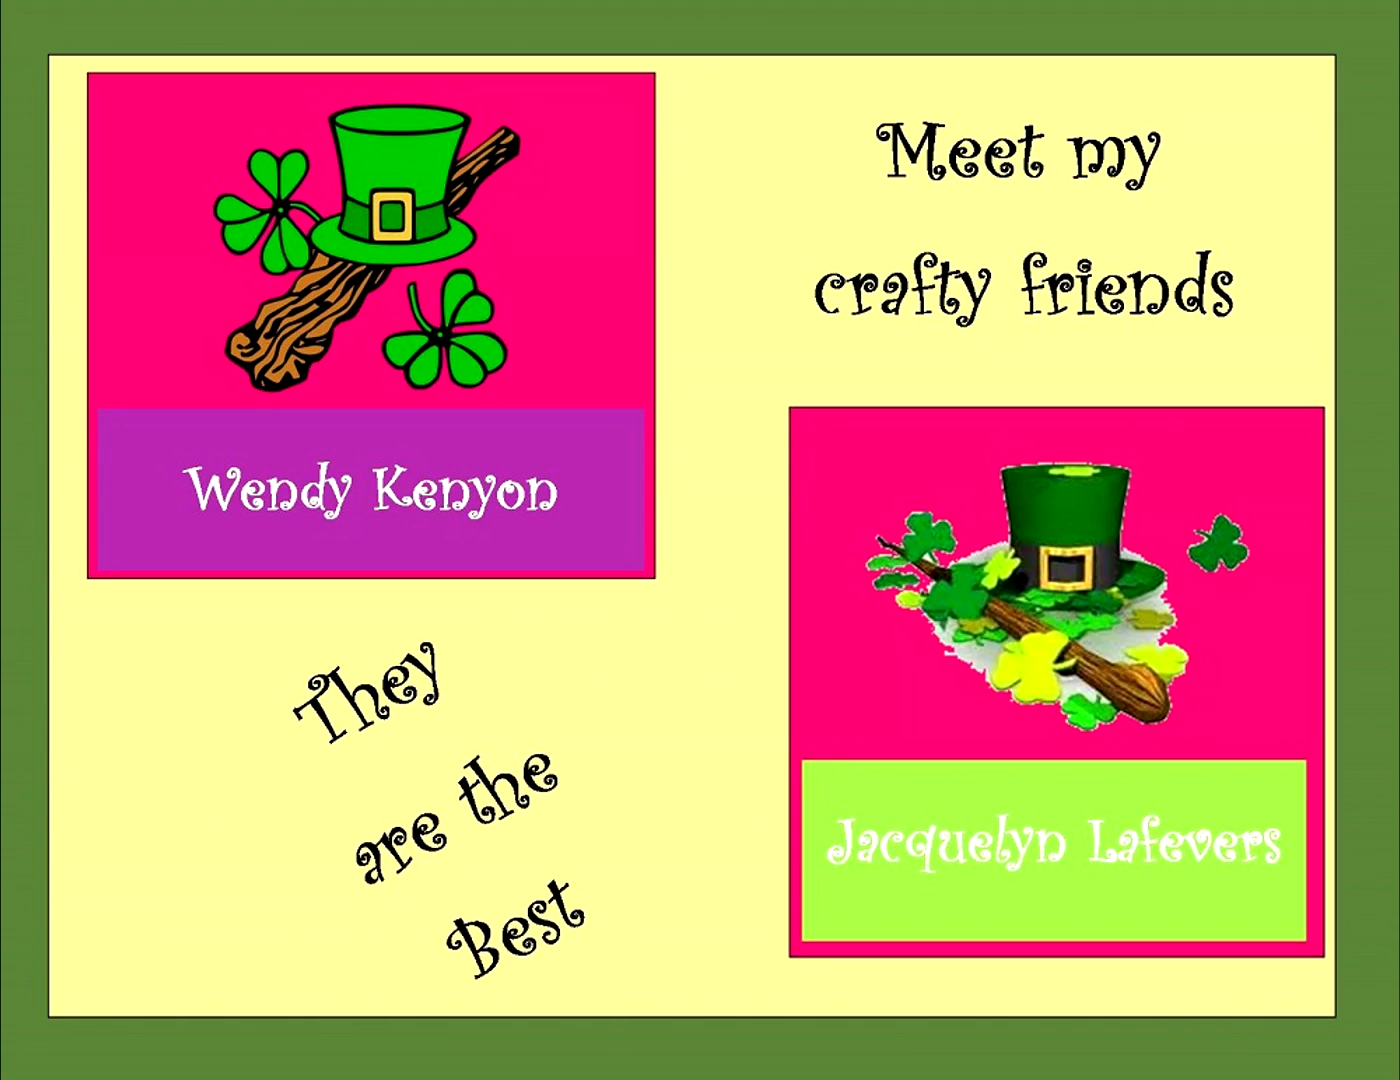 Meet my
crafty friends
Wendy Kenyon
Jacquelyn Lafevers
They
are the
Best